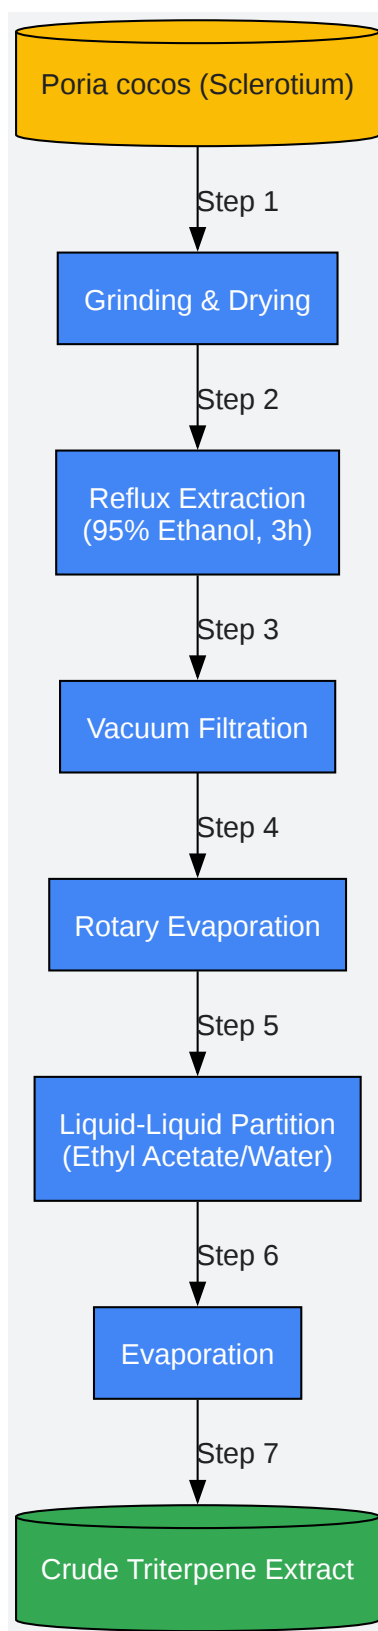 Poria cocos (Sclerotium)
Step 1
Grinding & Drying
Step 2
Reflux Extraction
(95% Ethanol, 3h)
Step 3
Vacuum Filtration
Step 4
Rotary Evaporation
Step 5
Liquid-Liquid Partition
(Ethyl Acetate/Water)
Step 6
Evaporation
Step 7
Crude Triterpene Extract